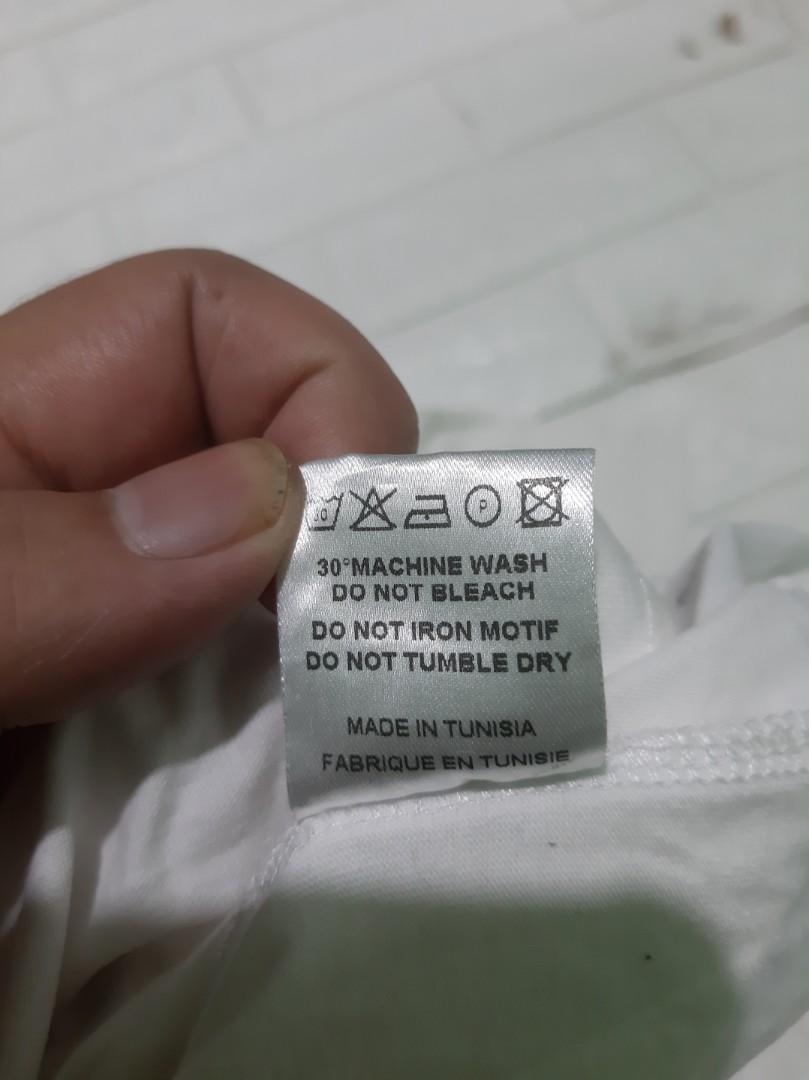 30 P
30°MACHINE WASH
DO NOT BLEACH
DO NOT IRON MOTIF
DO NOT TUMBLE DRY
MADE IN TUNISIA
FABRIQUE EN TUNISIE